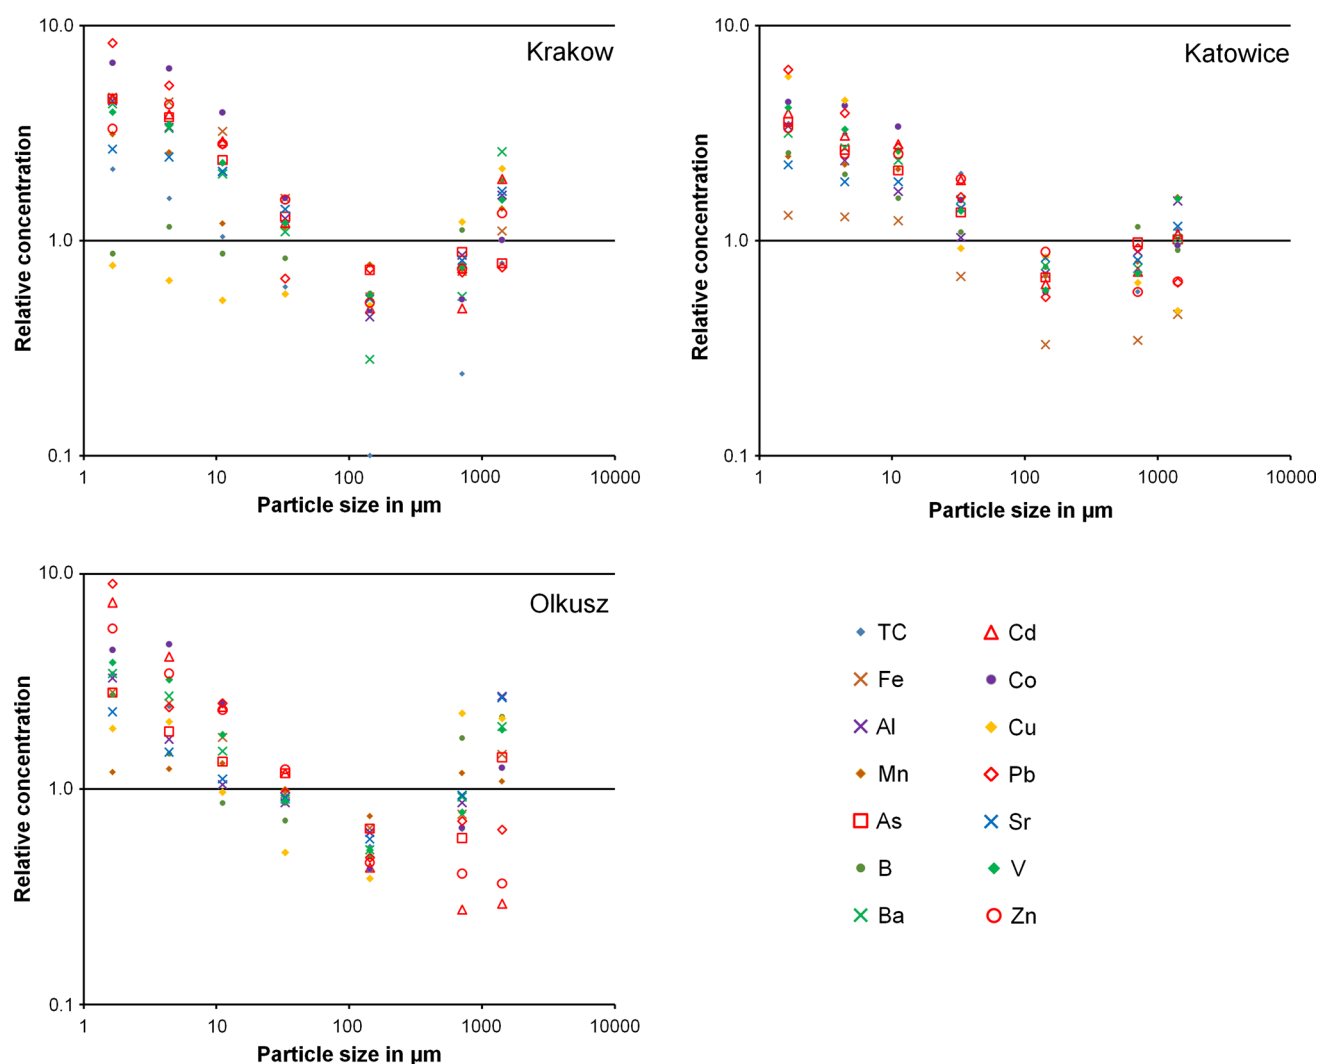 Krakow
Relative concentration
10.0
1.0
0.1
1 10 100 1000 10000
Particle size in µm
Katowice
Relative concentration
10.0
1.0
0.1
1 10 100 1000 10000
Particle size in µm
Olkusz
Relative concentration
10.0
1.0
0.1
1 10 100 1000 10000
Particle size in µm
TC Cd
Fe Co
Al Cu
Mn Pb
As Sr
B V
Ba Zn